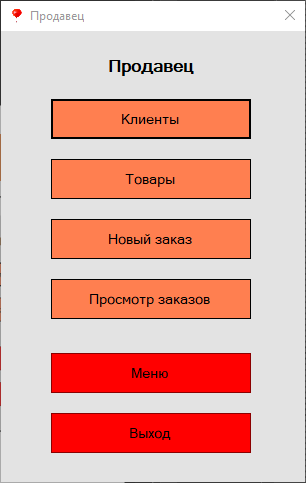 Продавец
Продавец
Клиенты
Товары
Новый заказ
Просмотр заказов
Меню
Выход